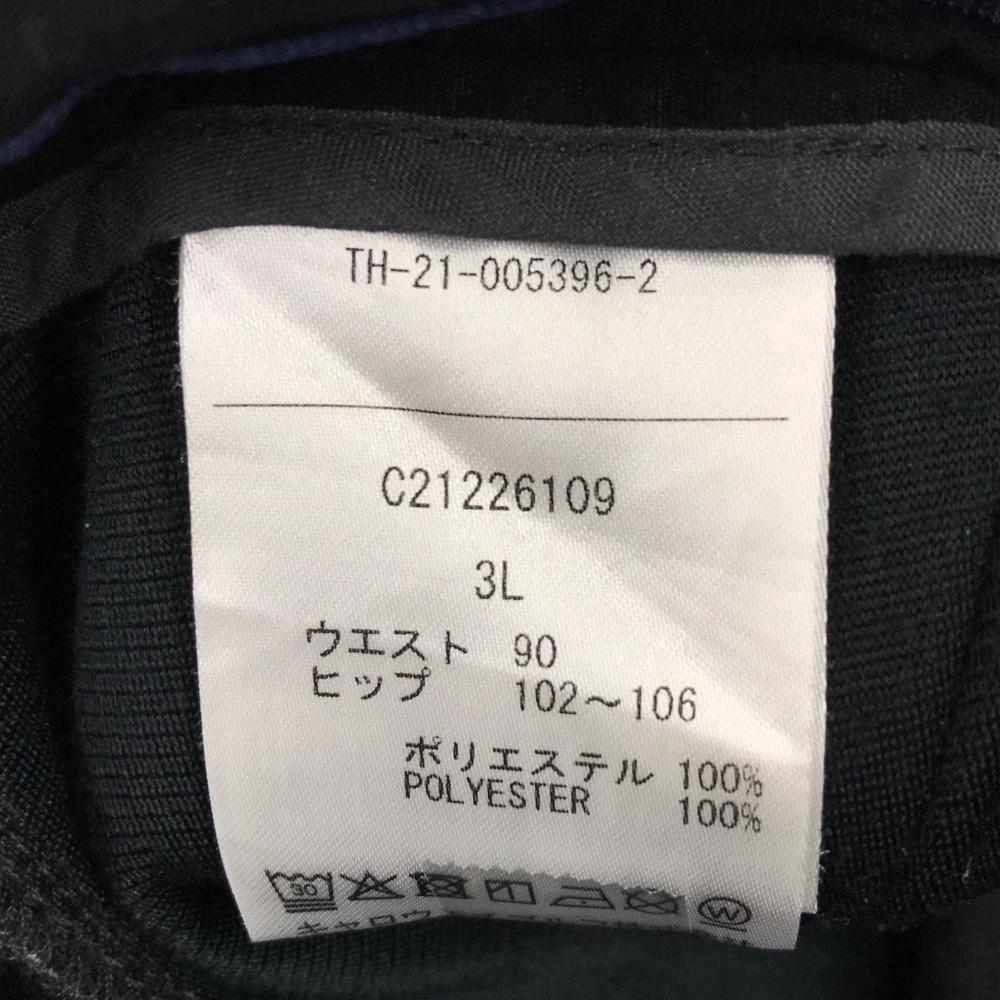 TH-21-005396-2
C21226109
3L
ウエスト 90
ヒップ 102～106
ポリエステル 100%
POLYESTER 100%
30
W